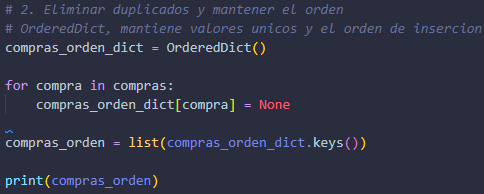 # 2. Eliminar duplicados y mantener el orden
# OrderedDict, mantiene valores unicos y el orden de insercion
compras_orden_dict = OrderedDict()
for compra in compras:
    compras_orden_dict[compra] = None
compras_orden = list(compras_orden_dict.keys())
print(compras_orden)